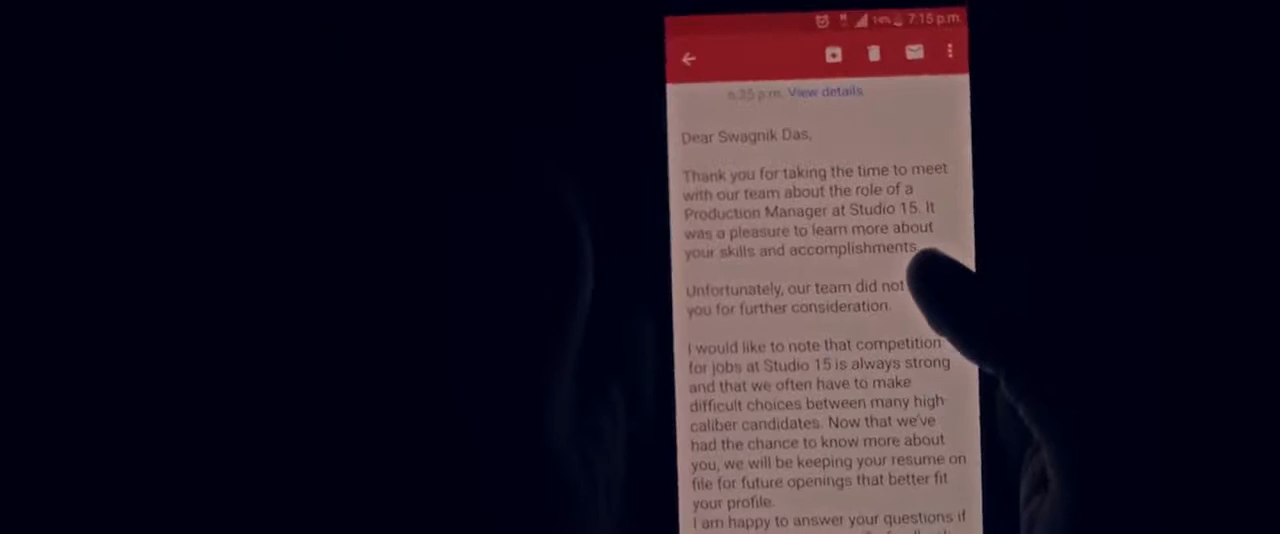 7:15 p.m.
6:35 p.m. View details
Dear Swagnik Das,
Thank you for taking the time to meet
with our team about the role of a
Production Manager at Studio 15. It
was a pleasure to learn more about
your skills and accomplishments.
Unfortunately, our team did not
you for further consideration.
I would like to note that competition
for jobs at Studio 15 is always strong
and that we often have to make
difficult choices between many high
caliber candidates. Now that we've
had the chance to know more about
you, we will be keeping your resume on
file for future openings that better fit
your profile.
I am happy to answer your questions if